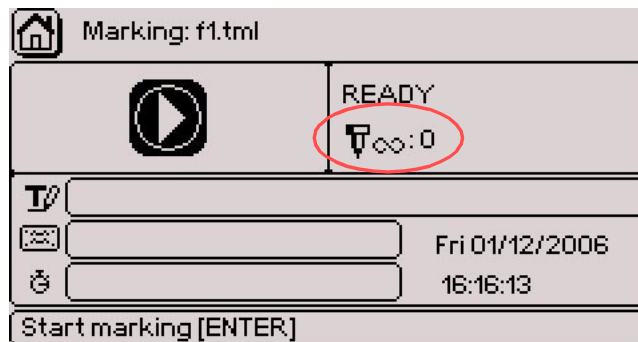 Marking: f1.tml
READY
∞:0
Fri 01/12/2006
16:16:13
Start marking [ENTER]